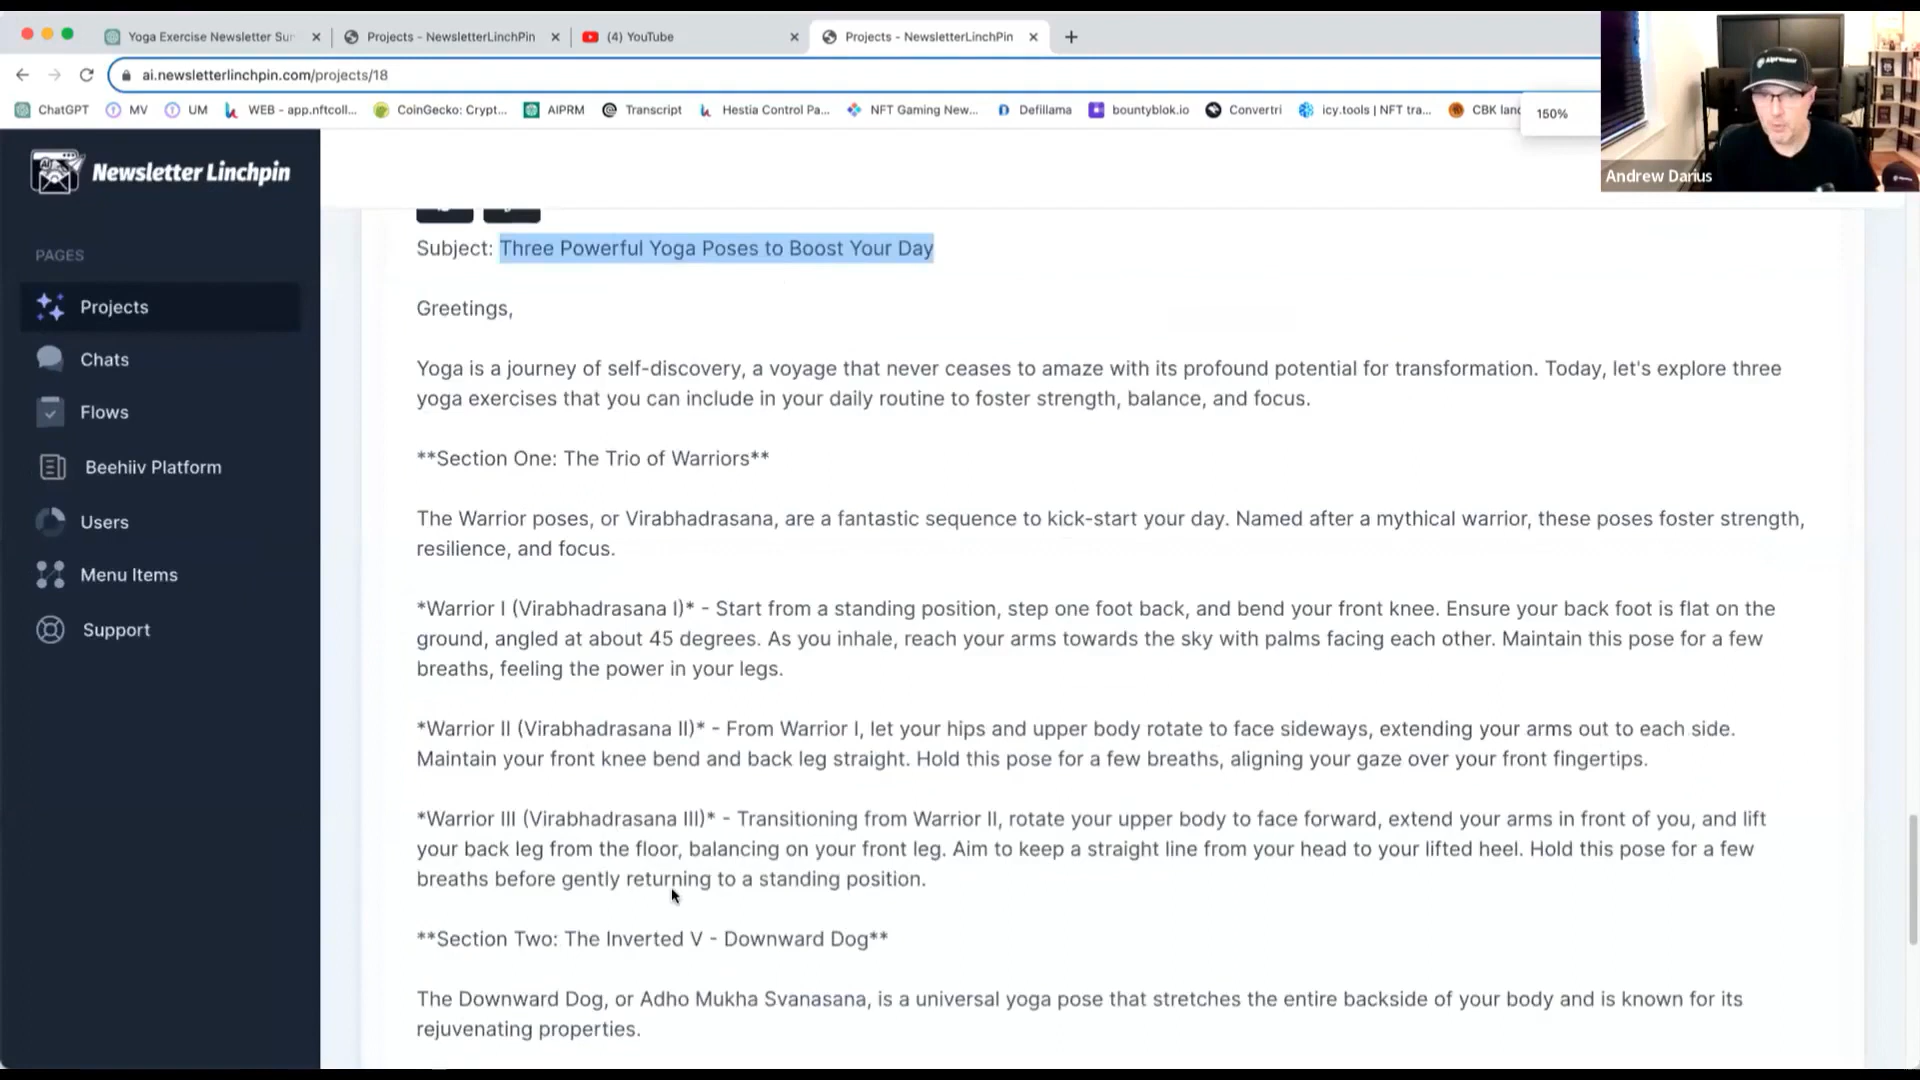 Yoga Exercise Newsletter Sur
Projects - NewsletterLinchPin
(4) YouTube
Projects - NewsletterLinchPin
ai.newsletterlinchpin.com/projects/18
ChatGPT
MV
UM
WEB - app.nftcoll...
CoinGecko: Crypt...
AIPRM
Transcript
Hestia Control Pa...
NFT Gaming New...
Defillama
bountyblok.io
Convertri
icy.tools | NFT tra...
CBK land
150%
Andrew Darius
Newsletter Linchpin
PAGES
Projects
Chats
Flows
Beehiiv Platform
Users
Menu Items
Support
Subject: Three Powerful Yoga Poses to Boost Your Day
Greetings,
Yoga is a journey of self-discovery, a voyage that never ceases to amaze with its profound potential for transformation. Today, let's explore three
yoga exercises that you can include in your daily routine to foster strength, balance, and focus.
**Section One: The Trio of Warriors**
The Warrior poses, or Virabhadrasana, are a fantastic sequence to kick-start your day. Named after a mythical warrior, these poses foster strength,
resilience, and focus.
*Warrior I (Virabhadrasana I)* - Start from a standing position, step one foot back, and bend your front knee. Ensure your back foot is flat on the
ground, angled at about 45 degrees. As you inhale, reach your arms towards the sky with palms facing each other. Maintain this pose for a few
breaths, feeling the power in your legs.
*Warrior II (Virabhadrasana II)* - From Warrior I, let your hips and upper body rotate to face sideways, extending your arms out to each side.
Maintain your front knee bend and back leg straight. Hold this pose for a few breaths, aligning your gaze over your front fingertips.
*Warrior III (Virabhadrasana III)* - Transitioning from Warrior II, rotate your upper body to face forward, extend your arms in front of you, and lift
your back leg from the floor, balancing on your front leg. Aim to keep a straight line from your head to your lifted heel. Hold this pose for a few
breaths before gently returning to a standing position.
**Section Two: The Inverted V - Downward Dog**
The Downward Dog, or Adho Mukha Svanasana, is a universal yoga pose that stretches the entire backside of your body and is known for its
rejuvenating properties.